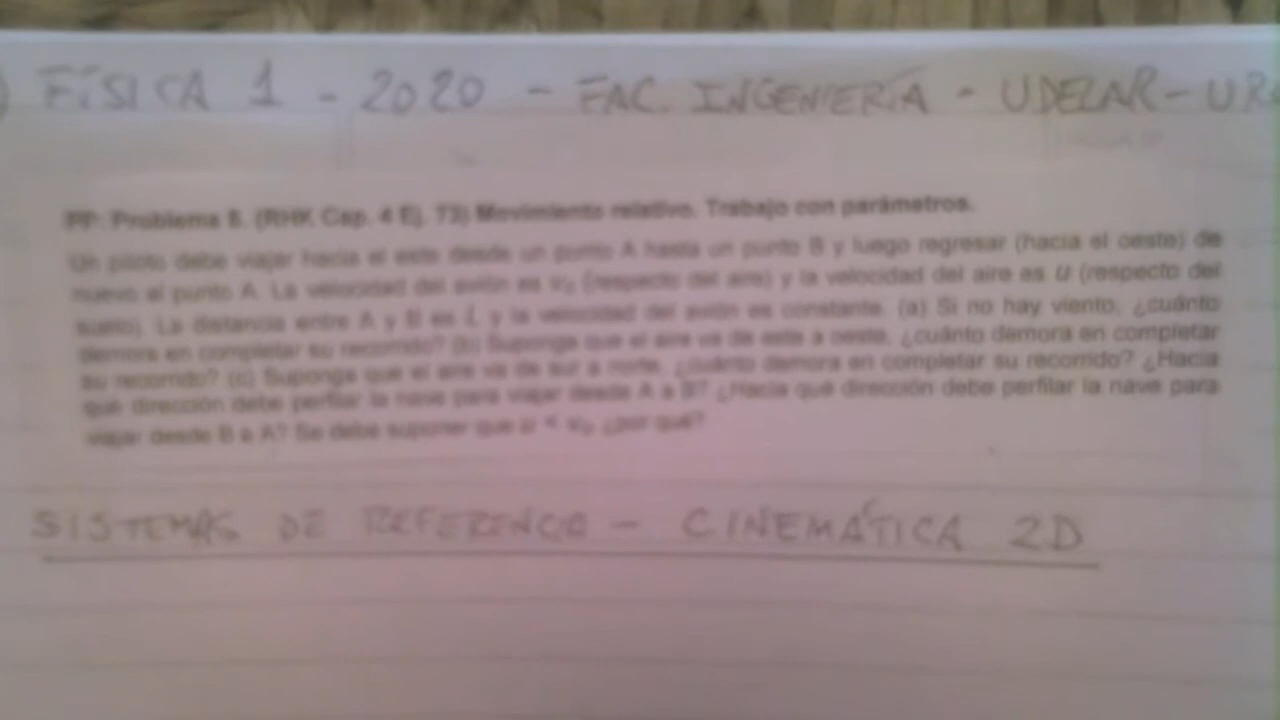 ) FÍSICA 1 - 2020 - FAC. INGENIERÍA - UDELAR - UR
PP: Problema 8. (RHK Cap. 4 Ej. 73) Movimiento relativo. Trabajo con parámetros.
Un piloto debe viajar hacia el este desde un punto A hasta un punto B y luego regresar (hacia el oeste) de
nuevo al punto A. La velocidad del avión es v₀ (respecto del aire) y la velocidad del aire es u (respecto del
suelo). La distancia entre A y B es L y la velocidad del avión es constante. (a) Si no hay viento, ¿cuánto
demora en completar su recorrido? (b) Suponga que el aire va de este a oeste, ¿cuánto demora en completar
su recorrido? (c) Suponga que el aire va de sur a norte, ¿cuánto demora en completar su recorrido? ¿Hacia
qué dirección debe perfilar la nave para viajar desde A a B? ¿Hacia qué dirección debe perfilar la nave para
viajar desde B a A? Se debe suponer que u < v₀ ¿por qué?
SISTEMAS DE REFERENCIA - CINEMÁTICA 2D